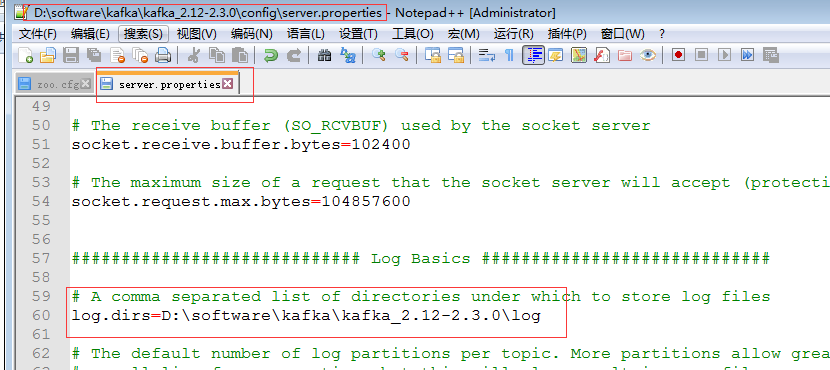 D:\software\kafka\kafka_2.12-2.3.0\config\server.properties - Notepad++ [Administrator]
文件(F) 编辑(E) 搜索(S) 视图(V) 编码(N) 语言(L) 设置(T) 工具(O) 宏(M) 运行(R) 插件(P) 窗口(W) ?
zoo.cfg server.properties
49
50 # The receive buffer (SO_RCVBUF) used by the socket server
51 socket.receive.buffer.bytes=102400
52
53 # The maximum size of a request that the socket server will accept (protecti
54 socket.request.max.bytes=104857600
55
56
57 ############################# Log Basics #############################
58
59 # A comma separated list of directories under which to store log files
60 log.dirs=D:\software\kafka\kafka_2.12-2.3.0\log
61
62 # The default number of log partitions per topic. More partitions allow grea